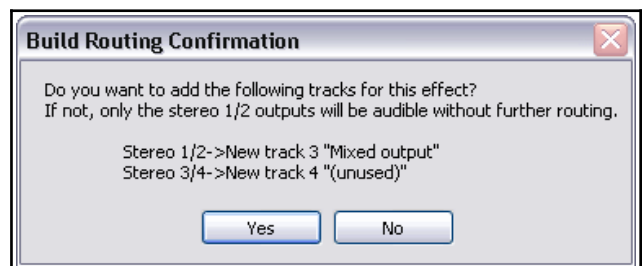 Build Routing Confirmation
Do you want to add the following tracks for this effect?
If not, only the stereo 1/2 outputs will be audible without further routing.
Stereo 1/2->New track 3 "Mixed output"
Stereo 3/4->New track 4 "(unused)"
Yes
No